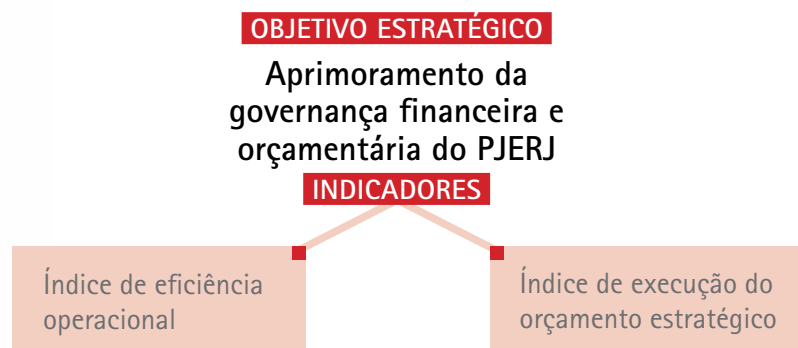 OBJETIVO ESTRATÉGICO
Aprimoramento da
governança financeira e
orçamentária do PJERJ
INDICADORES
Índice de eficiência
operacional
Índice de execução do
orçamento estratégico